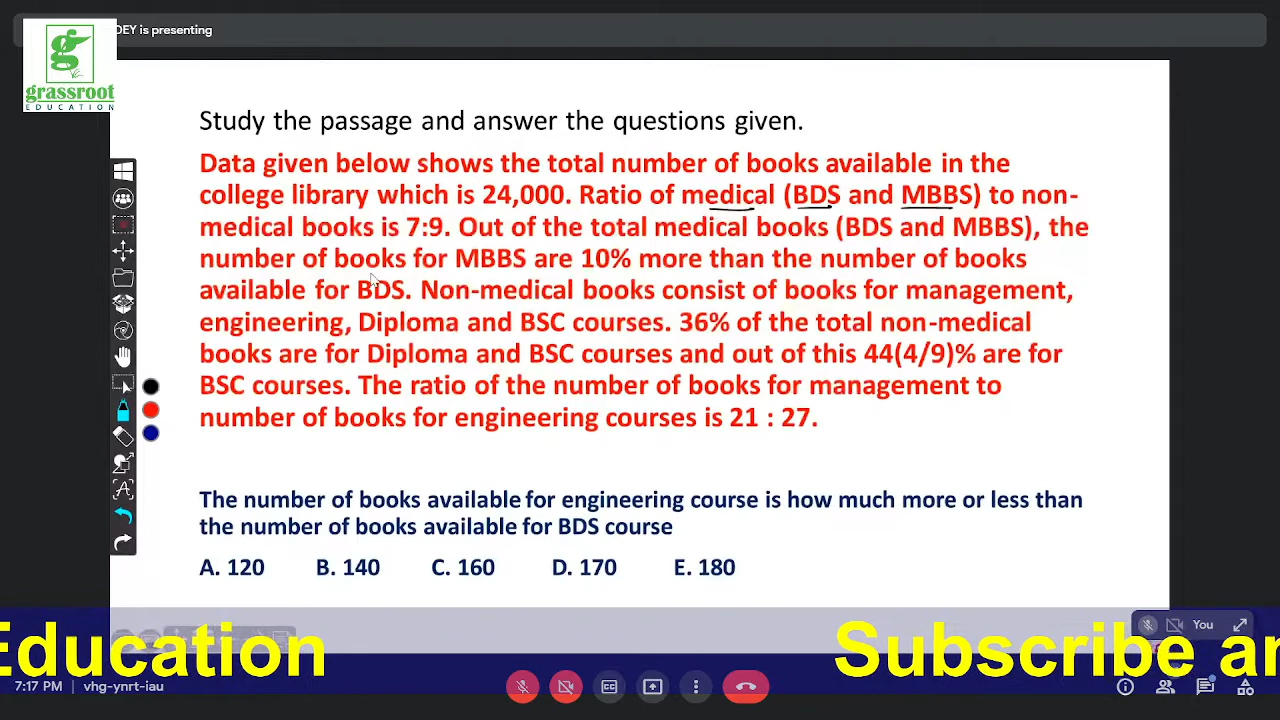 DEY is presenting
g
grassroot
EDUCATION
Study the passage and answer the questions given.
Data given below shows the total number of books available in the
college library which is 24,000. Ratio of medical (BDS and MBBS) to non-
medical books is 7:9. Out of the total medical books (BDS and MBBS), the
number of books for MBBS are 10% more than the number of books
available for BDS. Non-medical books consist of books for management,
engineering, Diploma and BSC courses. 36% of the total non-medical
books are for Diploma and BSC courses and out of this 44(4/9)% are for
BSC courses. The ratio of the number of books for management to
number of books for engineering courses is 21 : 27.
The number of books available for engineering course is how much more or less than
the number of books available for BDS course
A. 120 B. 140 C. 160 D. 170 E. 180
You
Education Subscribe an
7:17 PM vhg-ynrt-iau